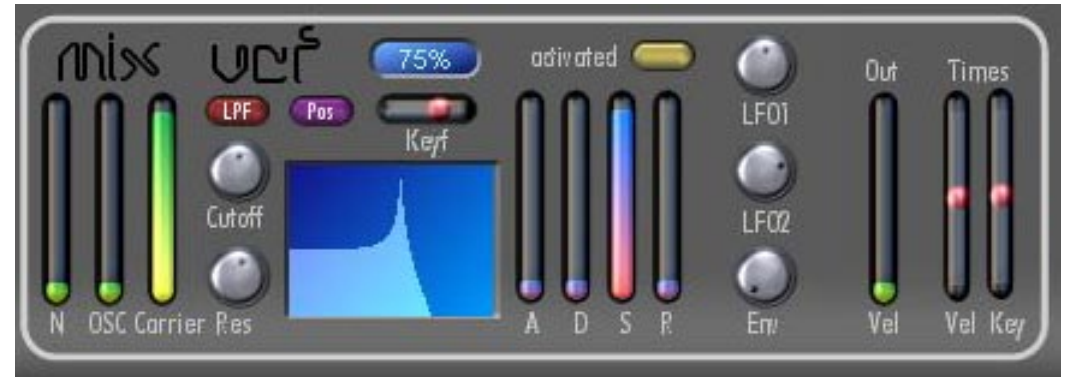 mix vcf 75% activated
Out Times
LPF Pos
LFO1
Keyf
Cutoff LFO2
N OSC Carrier Res A D S R Env Vel Vel Key